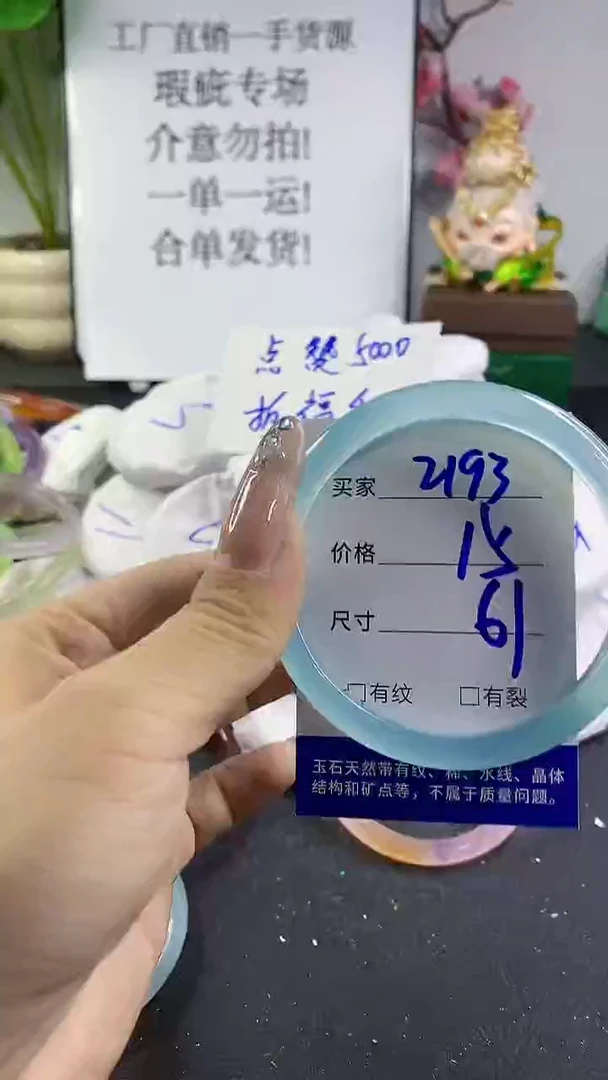 工厂直销一手货源
瑕疵专场
介意勿拍!
一单一运!
合单发货!
点赞5000
买家 2193
价格 15
尺寸 61
□有纹 □有裂
玉石天然带有纹、棉、水线、晶体
结构和矿点等，不属于质量问题。